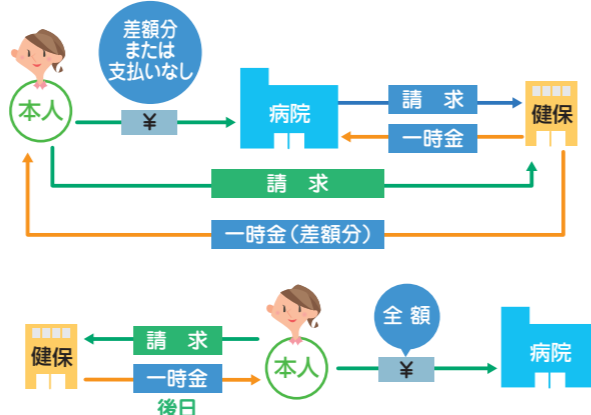 差額分
または
支払いなし
本人
¥
病院
請 求
一時金
健保
請 求
一時金(差額分)
健保
請 求
一時金
後日
本人
全 額
¥
病院